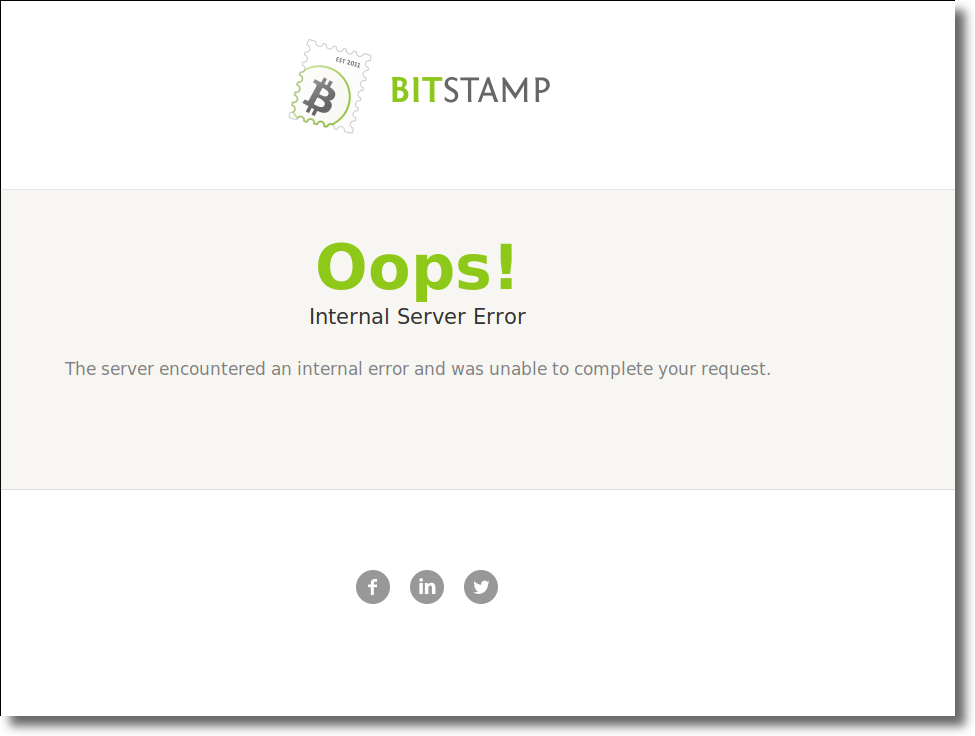 EST 2011
BITSTAMP
Oops!
Internal Server Error
The server encountered an internal error and was unable to complete your request.
f
in